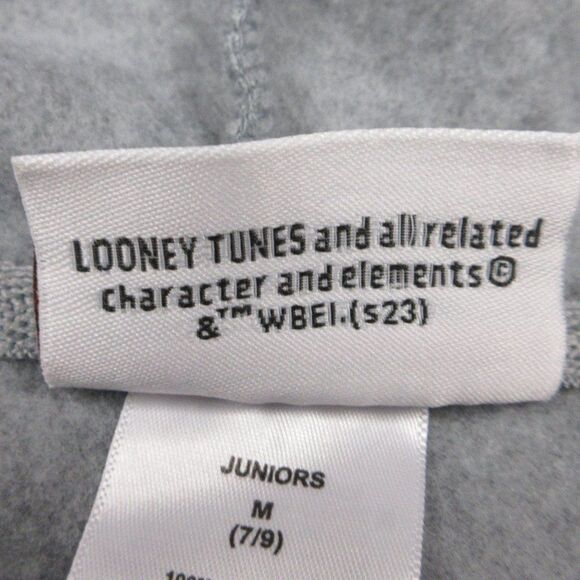 LOONEY TUNES and all related
character and elements©
&™ WBEI.(s23)
JUNIORS
M
(7/9)